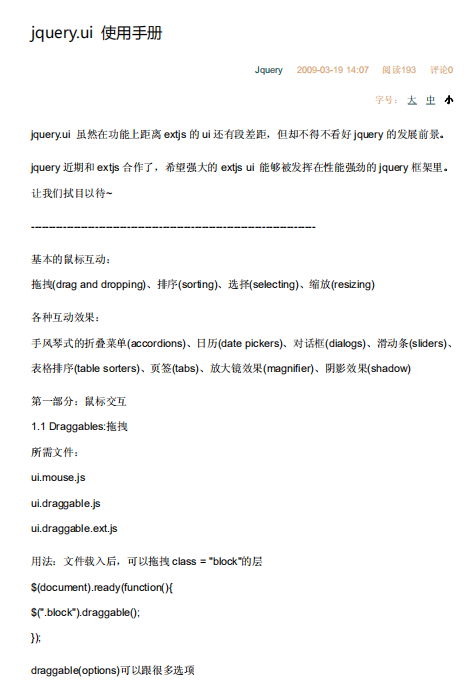 jquery.ui 使用手册
Jquery 2009-03-19 14:07 阅读193 评论0
字号： 大 中 小
jquery.ui 虽然在功能上距离 extjs 的 ui 还有段差距，但却不得不看好 jquery 的发展前景。
jquery 近期和 extjs 合作了，希望强大的 extjs ui 能够被发挥在性能强劲的 jquery 框架里。
让我们拭目以待~
--------------------------------------------------------------------------------
基本的鼠标互动：
拖拽(drag and dropping)、排序(sorting)、选择(selecting)、缩放(resizing)
各种互动效果：
手风琴式的折叠菜单(accordions)、日历(date pickers)、对话框(dialogs)、滑动条(sliders)、
表格排序(table sorters)、页签(tabs)、放大镜效果(magnifier)、阴影效果(shadow)
第一部分：鼠标交互
1.1 Draggables:拖拽
所需文件：
ui.mouse.js
ui.draggable.js
ui.draggable.ext.js
用法：文件载入后，可以拖拽 class = "block"的层
$(document).ready(function(){
$(".block").draggable();
});
draggable(options)可以跟很多选项